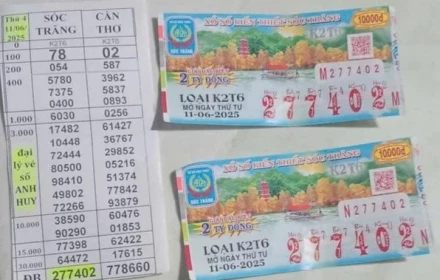 Thứ 4
11/06/
2025
SÓC TRĂNG
CẦN THƠ
K2T6
K2T6
100 78 02
200 054 587
400 5780 3962
7375 5837
0400 0893
1.000 6030 0256
3.000 17482 61427
10448 36767
72444 29852
80500 05216
98410 51374
49802 77842
72266 93879
đại
lý vé
số
ANH
HUY
10.000 38590 60476
90290 01853
15.000 77398 62422
30.000 64472 17615
ĐB 277402 778660
XỔ SỐ KIẾN THIẾT SÓC TRĂNG
10000đ
K2T6
SÓC TRĂNG
2 TỶ ĐỒNG
M277402
LOẠI K2T6
MỞ NGÀY THỨ TƯ
11-06-2025
277402 M
XỔ SỐ KIẾN THIẾT SÓC TRĂNG
10000đ
K2T6
SÓC TRĂNG
2 TỶ ĐỒNG
N277402
LOẠI K2T6
MỞ NGÀY THỨ TƯ
11-06-2025
277402 N